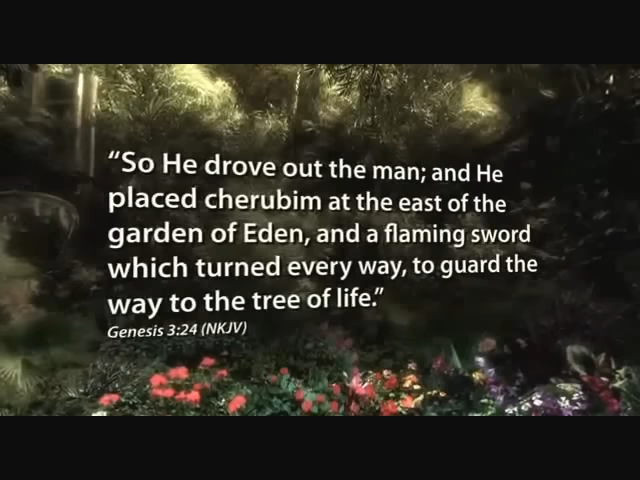 “So He drove out the man; and He
placed cherubim at the east of the
garden of Eden, and a flaming sword
which turned every way, to guard the
way to the tree of life.”
Genesis 3:24 (NKJV)